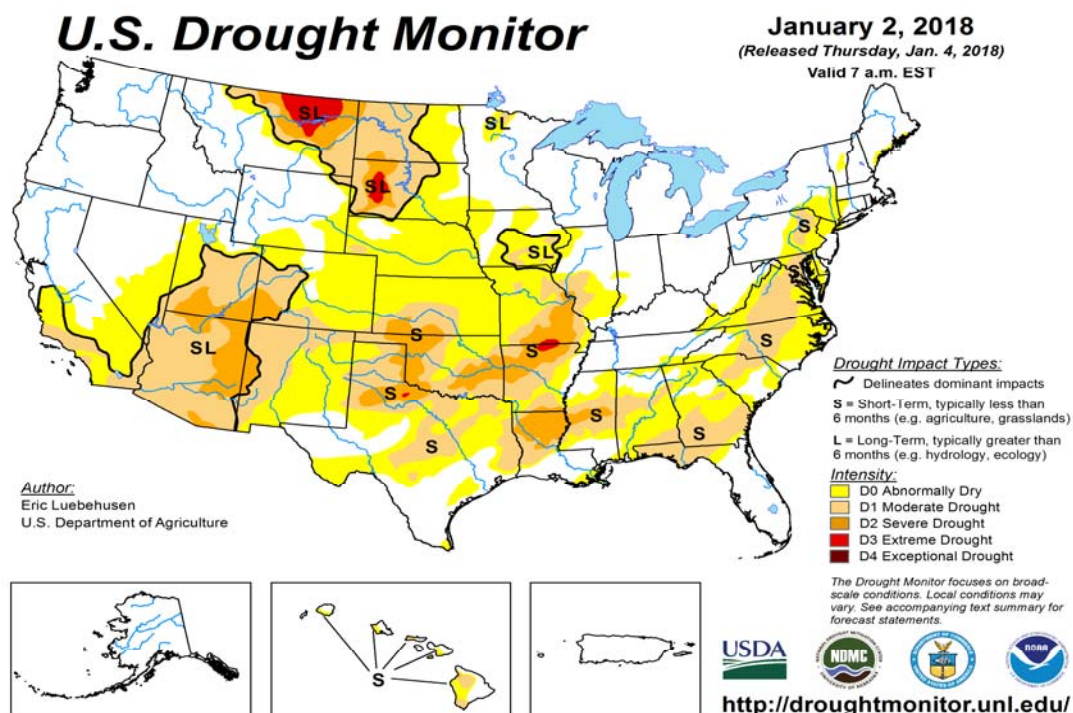 U.S. Drought Monitor
January 2, 2018
(Released Thursday, Jan. 4, 2018)
Valid 7 a.m. EST
SL
SL
SL
SL
S
S
SL
S
SL
S
S
S
S
S
S
Drought Impact Types:
Delineates dominant impacts
S = Short-Term, typically less than
6 months (e.g. agriculture, grasslands)
L = Long-Term, typically greater than
6 months (e.g. hydrology, ecology)
Intensity:
D0 Abnormally Dry
D1 Moderate Drought
D2 Severe Drought
D3 Extreme Drought
D4 Exceptional Drought
Author:
Eric Luebehusen
U.S. Department of Agriculture
The Drought Monitor focuses on broad-
scale conditions. Local conditions may
vary. See accompanying text summary for
forecast statements.
S
USDA
NDMC
NOAA
http://droughtmonitor.unl.edu/